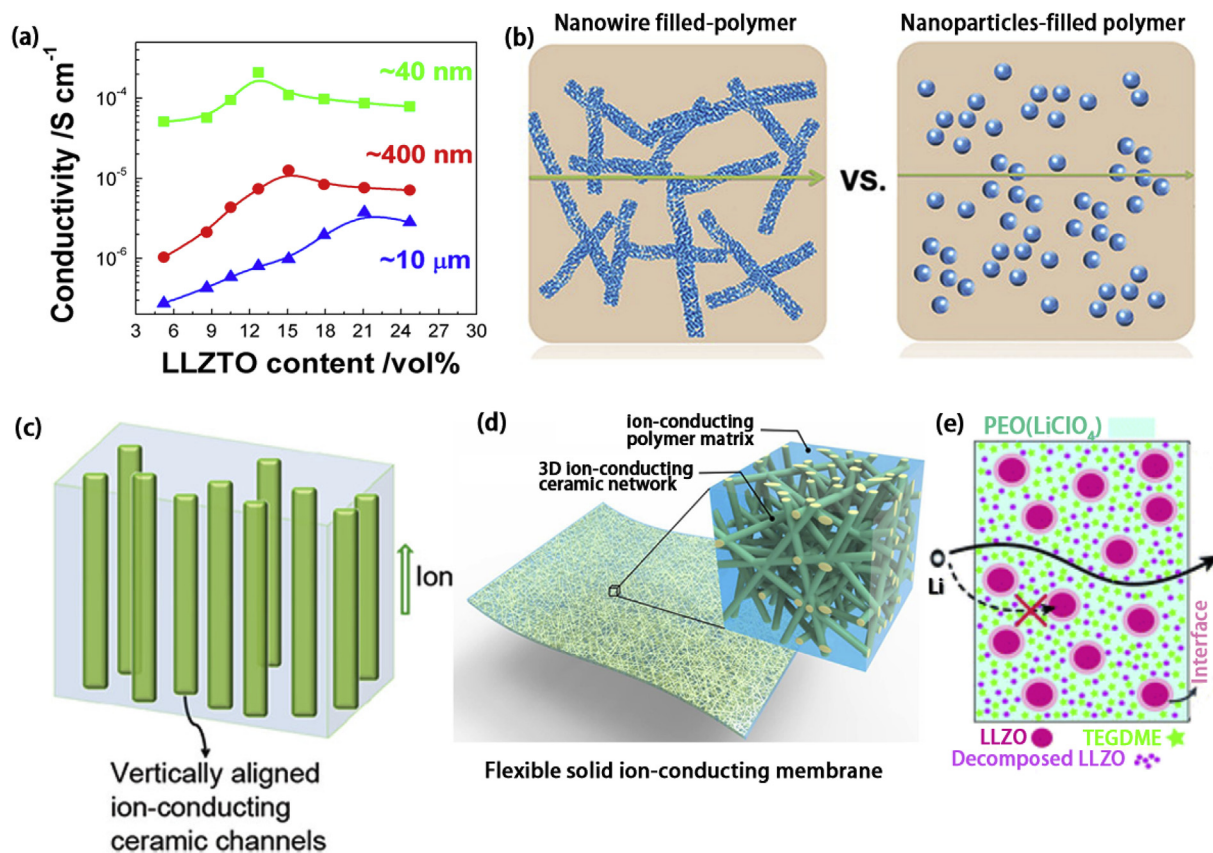 (a)
Conductivity /S cm⁻¹
10⁻⁴
10⁻⁵
10⁻⁶
~40 nm
~400 nm
~10 μm
3 6 9 12 15 18 21 24 27 30
LLZTO content /vol%
(b)
Nanowire filled-polymer
VS.
Nanoparticles-filled polymer
(c)
Ion
Vertically aligned
ion-conducting
ceramic channels
(d)
ion-conducting
polymer matrix
3D ion-conducting
ceramic network
Flexible solid ion-conducting membrane
(e)
PEO(LiClO₄)
Li
Interface
LLZO
TEGDME
Decomposed LLZO